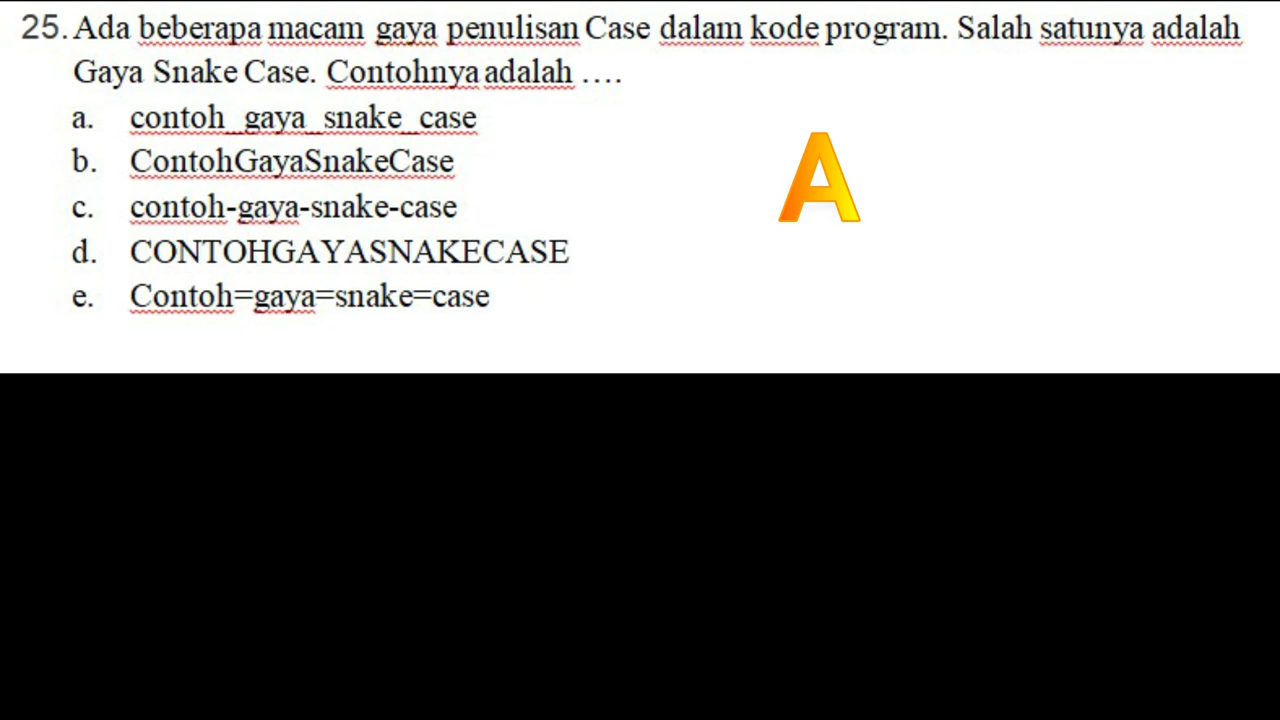 25. Ada beberapa macam gaya penulisan Case dalam kode program. Salah satunya adalah
Gaya Snake Case. Contohnya adalah ….
a. contoh_gaya_snake_case
b. ContohGayaSnakeCase
c. contoh-gaya-snake-case
d. CONTOHGAYASNAKECASE
e. Contoh=gaya=snake=case
A